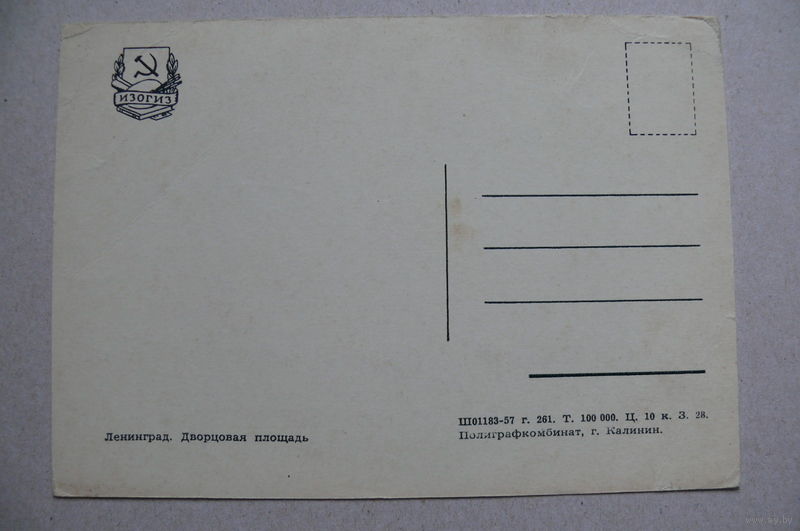 ИЗОГИЗ
Ленинград. Дворцовая площадь
Ш01183-57 г. 261. Т. 100 000. Ц. 10 к. З. 28.
Полиграфкомбинат, г. Калинин.